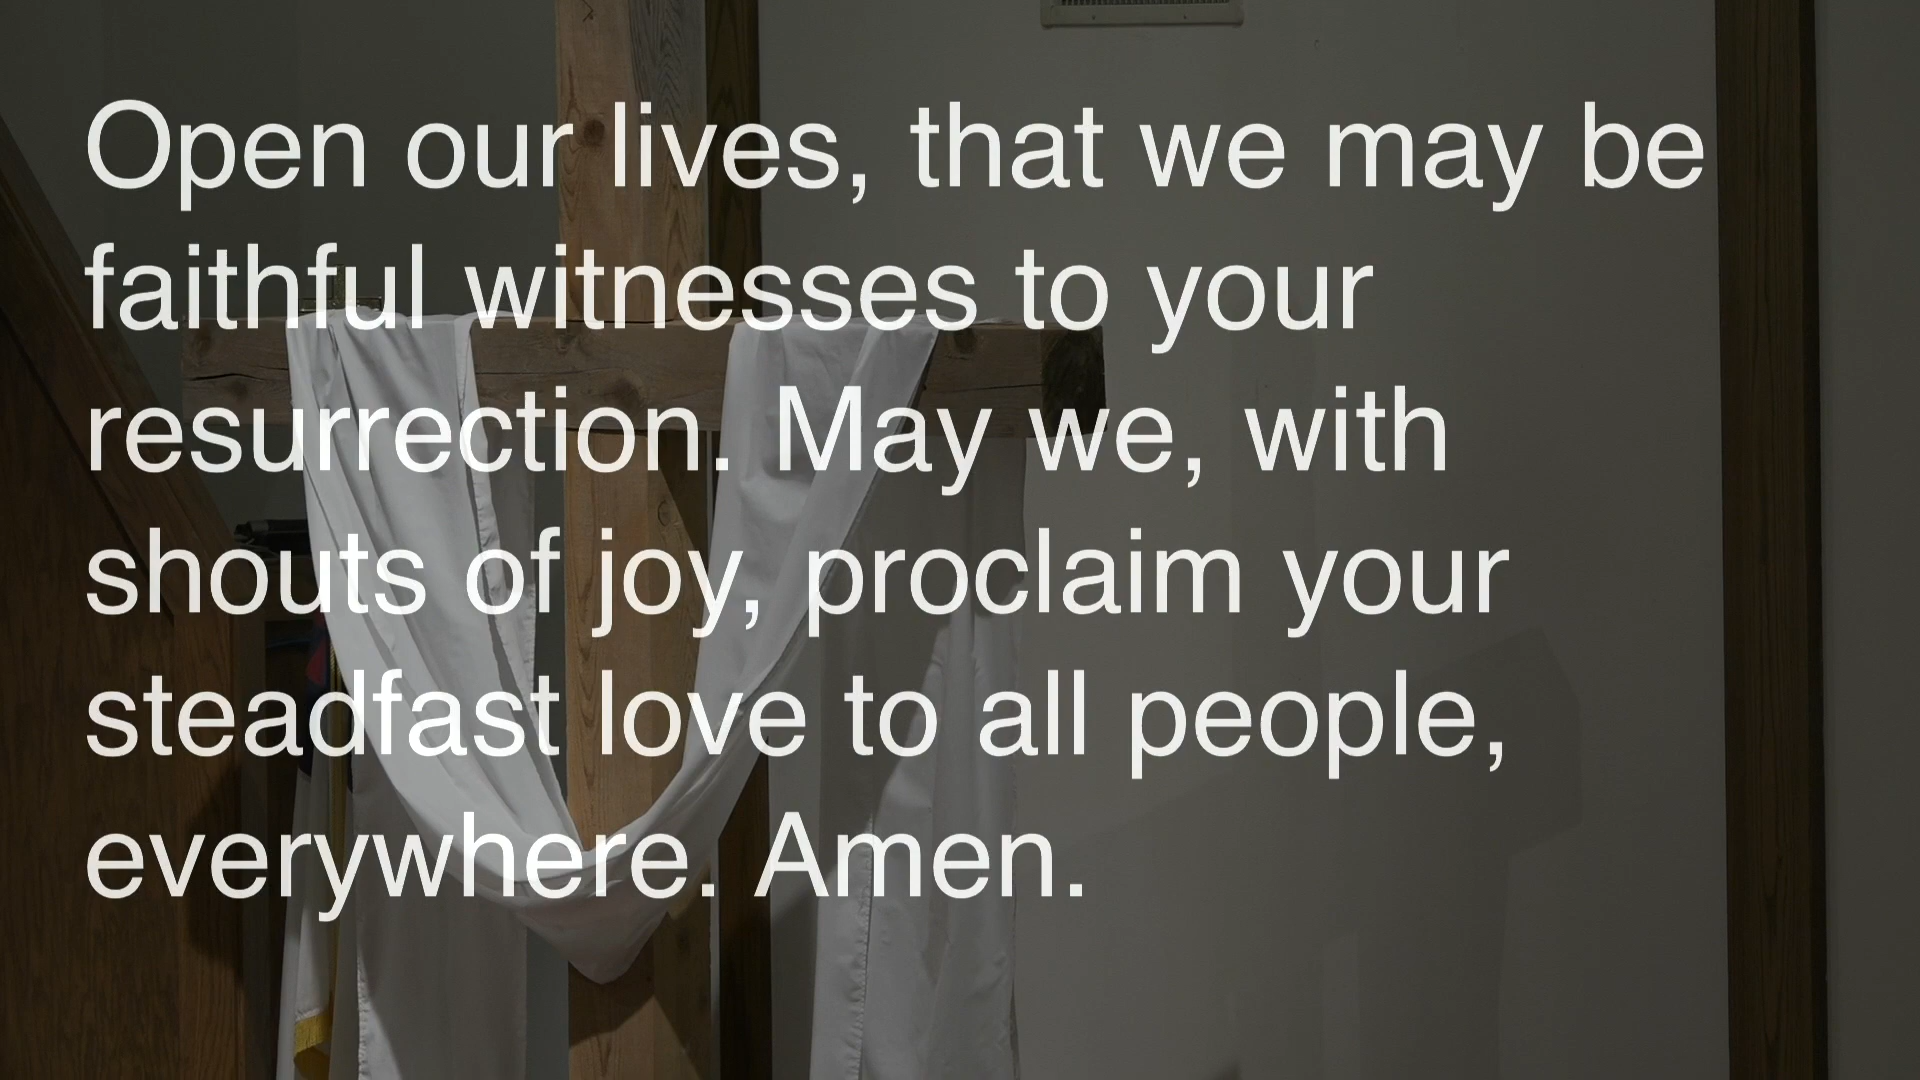 Open our lives, that we may be
faithful witnesses to your
resurrection. May we, with
shouts of joy, proclaim your
steadfast love to all people,
everywhere. Amen.